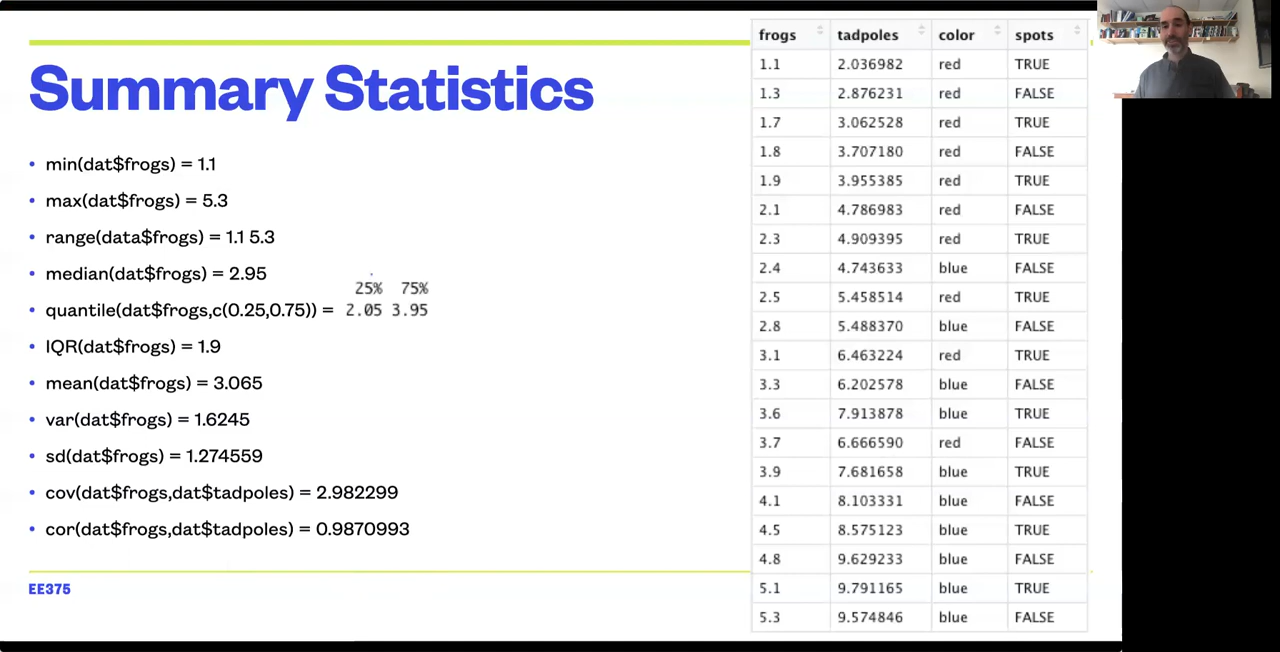 Summary Statistics
• min(dat$frogs) = 1.1
• max(dat$frogs) = 5.3
• range(data$frogs) = 1.1 5.3
• median(dat$frogs) = 2.95
25% 75%
• quantile(dat$frogs,c(0.25,0.75)) = 2.05 3.95
• IQR(dat$frogs) = 1.9
• mean(dat$frogs) = 3.065
• var(dat$frogs) = 1.6245
• sd(dat$frogs) = 1.274559
• cov(dat$frogs,dat$tadpoles) = 2.982299
• cor(dat$frogs,dat$tadpoles) = 0.9870993
EE375
frogs tadpoles color spots
1.1 2.036982 red TRUE
1.3 2.876231 red FALSE
1.7 3.062528 red TRUE
1.8 3.707180 red FALSE
1.9 3.955385 red TRUE
2.1 4.786983 red FALSE
2.3 4.909395 red TRUE
2.4 4.743633 blue FALSE
2.5 5.458514 red TRUE
2.8 5.488370 blue FALSE
3.1 6.463224 red TRUE
3.3 6.202578 blue FALSE
3.6 7.913878 blue TRUE
3.7 6.666590 red FALSE
3.9 7.681658 blue TRUE
4.1 8.103331 blue FALSE
4.5 8.575123 blue TRUE
4.8 9.629233 blue FALSE
5.1 9.791165 blue TRUE
5.3 9.574846 blue FALSE